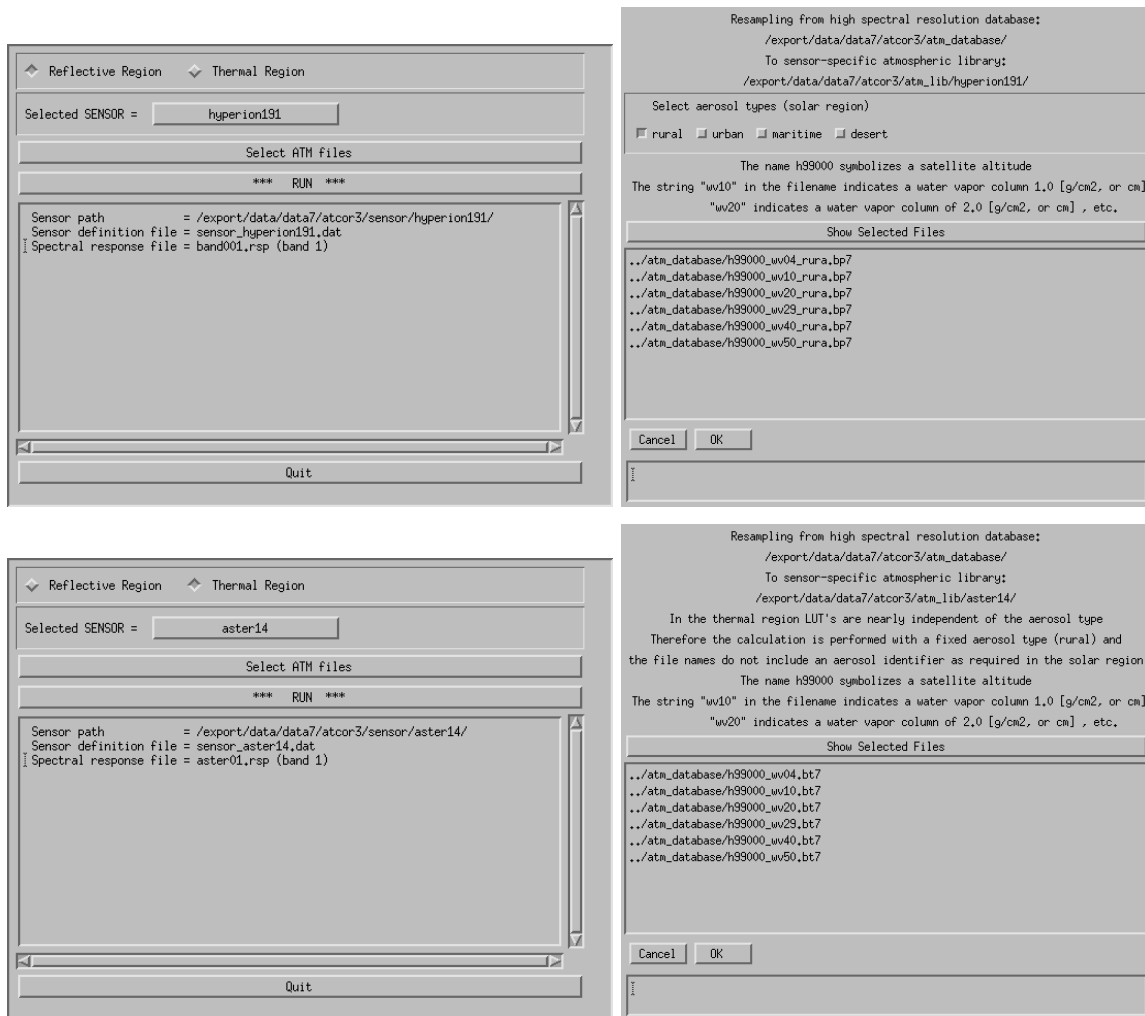 Reflective Region Thermal Region
Selected SENSOR = hyperion191
Select ATM files
*** RUN ***
Sensor path = /export/data/data7/atcor3/sensor/hyperion191/
Sensor definition file = sensor_hyperion191.dat
Spectral response file = band001.rsp (band 1)
Quit
Resampling from high spectral resolution database:
/export/data/data7/atcor3/atm_database/
To sensor-specific atmospheric library:
/export/data/data7/atcor3/atm_lib/hyperion191/
Select aerosol types (solar region)
rural urban maritime desert
The name h99000 symbolizes a satellite altitude
The string "wv10" in the filename indicates a water vapor column 1.0 [g/cm2, or cm]
"wv20" indicates a water vapor column of 2.0 [g/cm2, or cm] , etc.
Show Selected Files
../atm_database/h99000_wv04_rura.bp7
../atm_database/h99000_wv10_rura.bp7
../atm_database/h99000_wv20_rura.bp7
../atm_database/h99000_wv29_rura.bp7
../atm_database/h99000_wv40_rura.bp7
../atm_database/h99000_wv50_rura.bp7
Cancel OK
Reflective Region Thermal Region
Selected SENSOR = aster14
Select ATM files
*** RUN ***
Sensor path = /export/data/data7/atcor3/sensor/aster14/
Sensor definition file = sensor_aster14.dat
Spectral response file = aster01.rsp (band 1)
Quit
Resampling from high spectral resolution database:
/export/data/data7/atcor3/atm_database/
To sensor-specific atmospheric library:
/export/data/data7/atcor3/atm_lib/aster14/
In the thermal region LUT's are nearly independent of the aerosol type
Therefore the calculation is performed with a fixed aerosol type (rural) and
the file names do not include an aerosol identifier as required in the solar region
The name h99000 symbolizes a satellite altitude
The string "wv10" in the filename indicates a water vapor column 1.0 [g/cm2, or cm]
"wv20" indicates a water vapor column of 2.0 [g/cm2, or cm] , etc.
Show Selected Files
../atm_database/h99000_wv04.bt7
../atm_database/h99000_wv10.bt7
../atm_database/h99000_wv20.bt7
../atm_database/h99000_wv29.bt7
../atm_database/h99000_wv40.bt7
../atm_database/h99000_wv50.bt7
Cancel OK